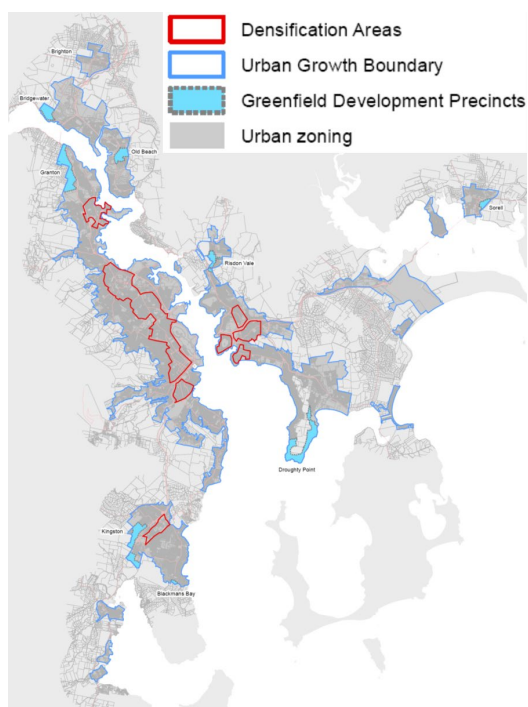 Densification Areas
Urban Growth Boundary
Greenfield Development Precincts
Urban zoning
Brighton
Bridgewater
Old Beach
Granton
Sorell
Risdon Vale
Droughty Point
Kingston
Blackmans Bay